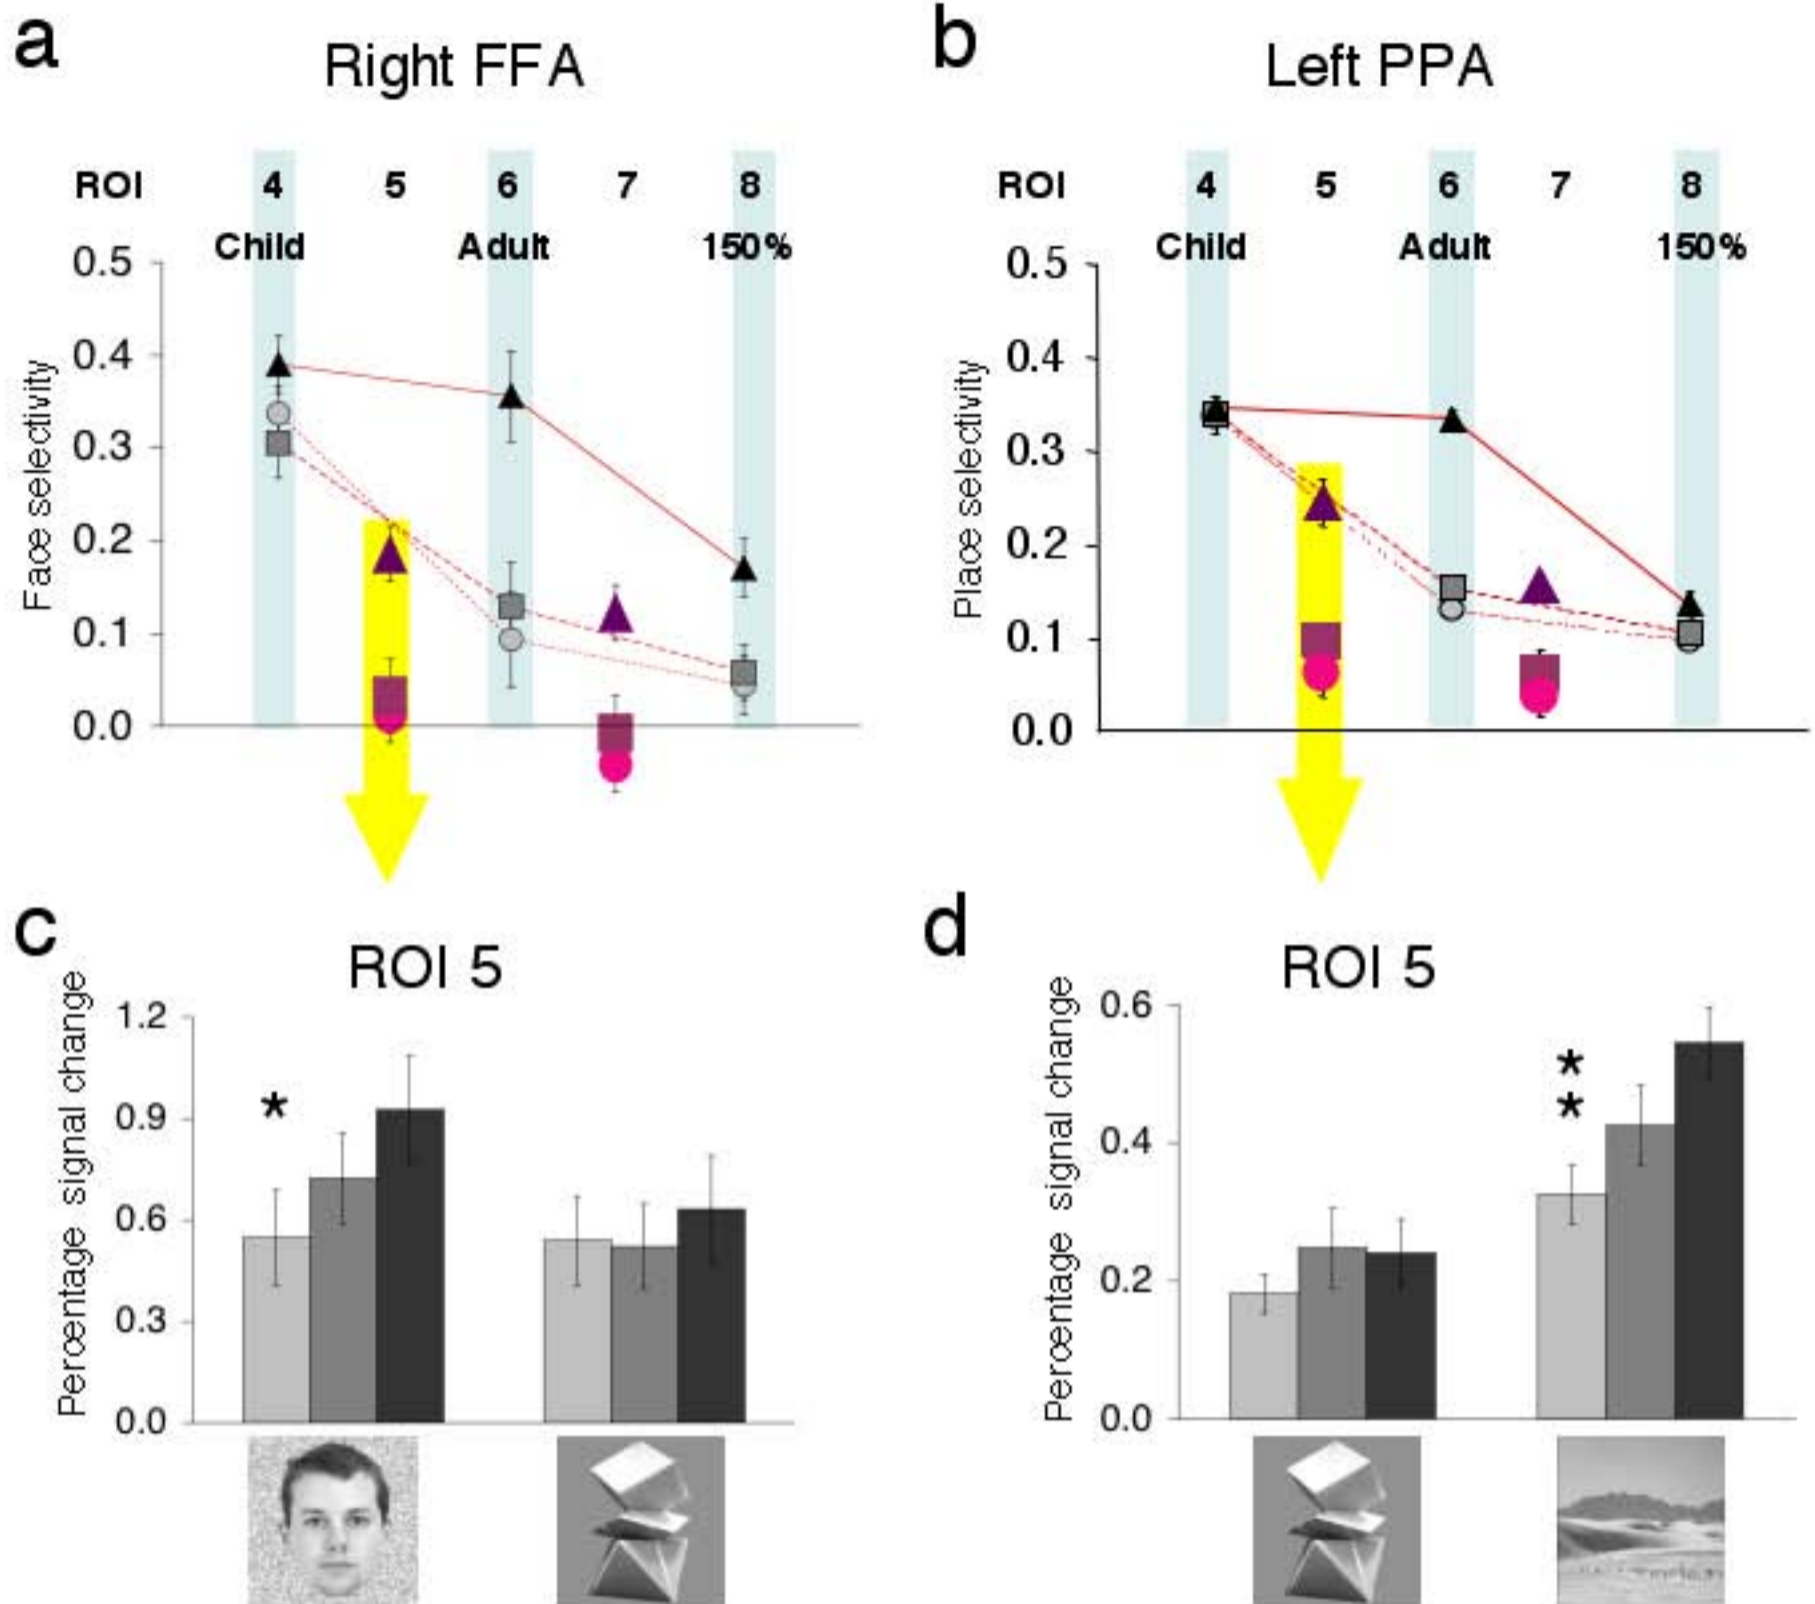 a
Right FFA
ROI 4 5 6 7 8
Child Adult 150%
Face selectivity
0.5
0.4
0.3
0.2
0.1
0.0
b
Left PPA
ROI 4 5 6 7 8
Child Adult 150%
Place selectivity
0.5
0.4
0.3
0.2
0.1
0.0
c
ROI 5
Percentage signal change
1.2
0.9
0.6
0.3
0.0
*
d
ROI 5
Percentage signal change
0.6
0.4
0.2
0.0
*
*